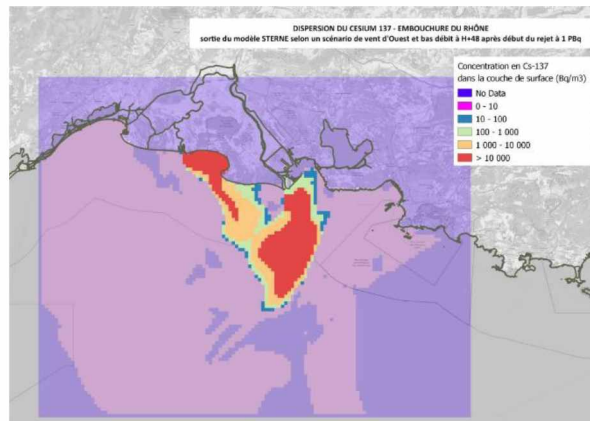 DISPERSION DU CESIUM 137 - EMBOUCHURE DU RHÔNE
sortie du modèle STERNE selon un scénario de vent d'Ouest et bas débit à H+48 après début du rejet à 1 PBq
Concentration en Cs-137
dans la couche de surface (Bq/m3)
No Data
0 - 10
10 - 100
100 - 1 000
1 000 - 10 000
> 10 000